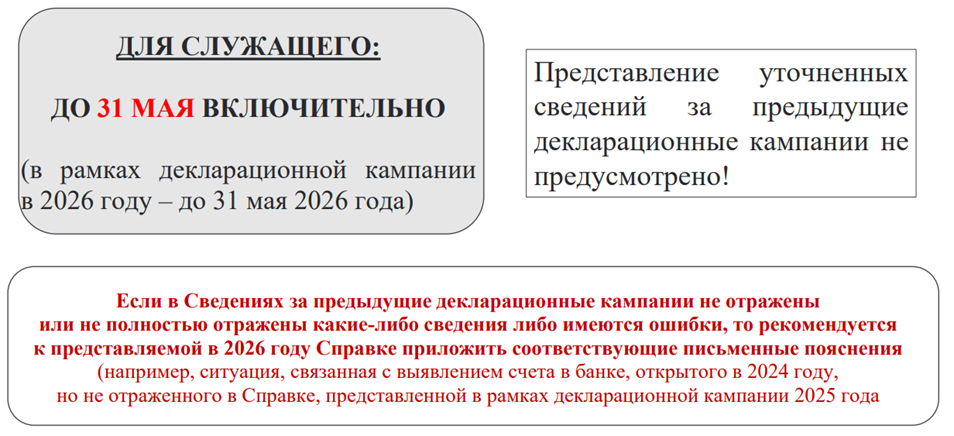 ДЛЯ СЛУЖАЩЕГО:
ДО 31 МАЯ ВКЛЮЧИТЕЛЬНО
(в рамках декларационной кампании
в 2026 году – до 31 мая 2026 года)
Представление уточненных
сведений за предыдущие
декларационные кампании не
предусмотрено!
Если в Сведениях за предыдущие декларационные кампании не отражены
или не полностью отражены какие-либо сведения либо имеются ошибки, то рекомендуется
к представляемой в 2026 году Справке приложить соответствующие письменные пояснения
(например, ситуация, связанная с выявлением счета в банке, открытого в 2024 году,
но не отраженного в Справке, представленной в рамках декларационной кампании 2025 года